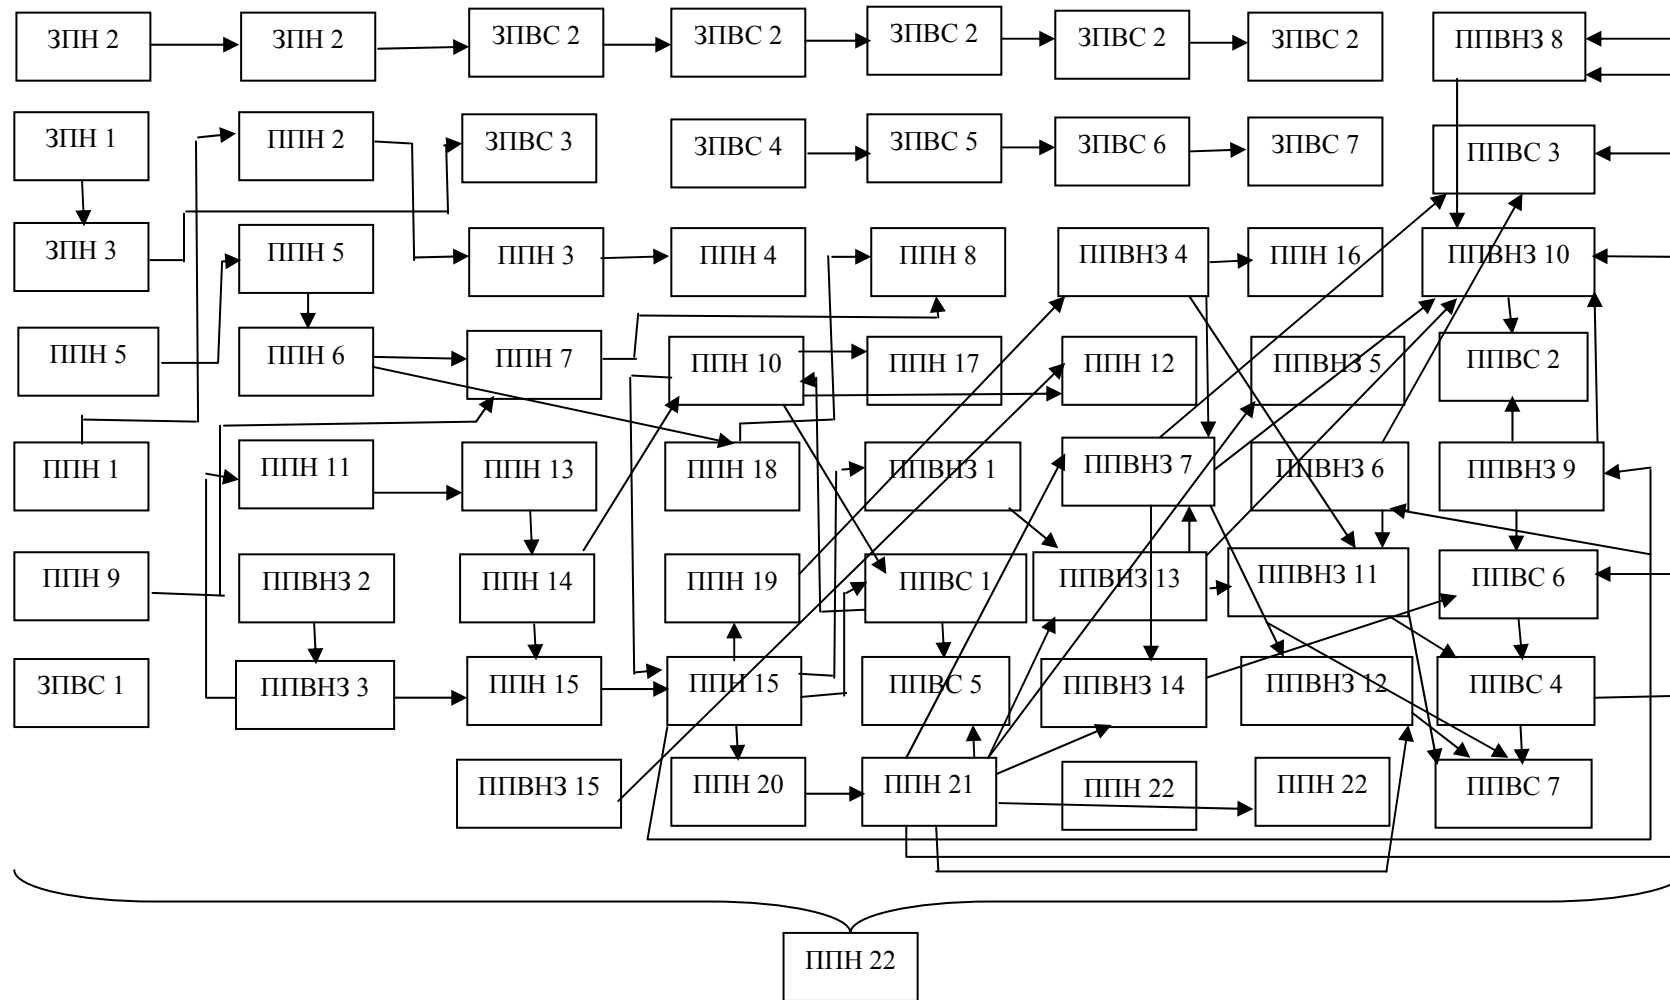 ЗПН 2
ЗПН 2
ЗПВС 2
ЗПВС 2
ЗПВС 2
ЗПВС 2
ЗПВС 2
ППВНЗ 8
ЗПН 1
ППН 2
ЗПВС 3
ЗПВС 4
ЗПВС 5
ЗПВС 6
ЗПВС 7
ППВС 3
ЗПН 3
ППН 5
ППН 3
ППН 4
ППН 8
ППВНЗ 4
ППН 16
ППВНЗ 10
ППН 5
ППН 6
ППН 7
ППН 10
ППН 17
ППН 12
ППВНЗ 5
ППВС 2
ППН 1
ППН 11
ППН 13
ППН 18
ППВНЗ 1
ППВНЗ 7
ППВНЗ 6
ППВНЗ 9
ППН 9
ППВНЗ 2
ППН 14
ППН 19
ППВС 1
ППВНЗ 13
ППВНЗ 11
ППВС 6
ЗПВС 1
ППВНЗ 3
ППН 15
ППН 15
ППВС 5
ППВНЗ 14
ППВНЗ 12
ППВС 4
ППВНЗ 15
ППН 20
ППН 21
ППН 22
ППН 22
ППВС 7
ППН 22